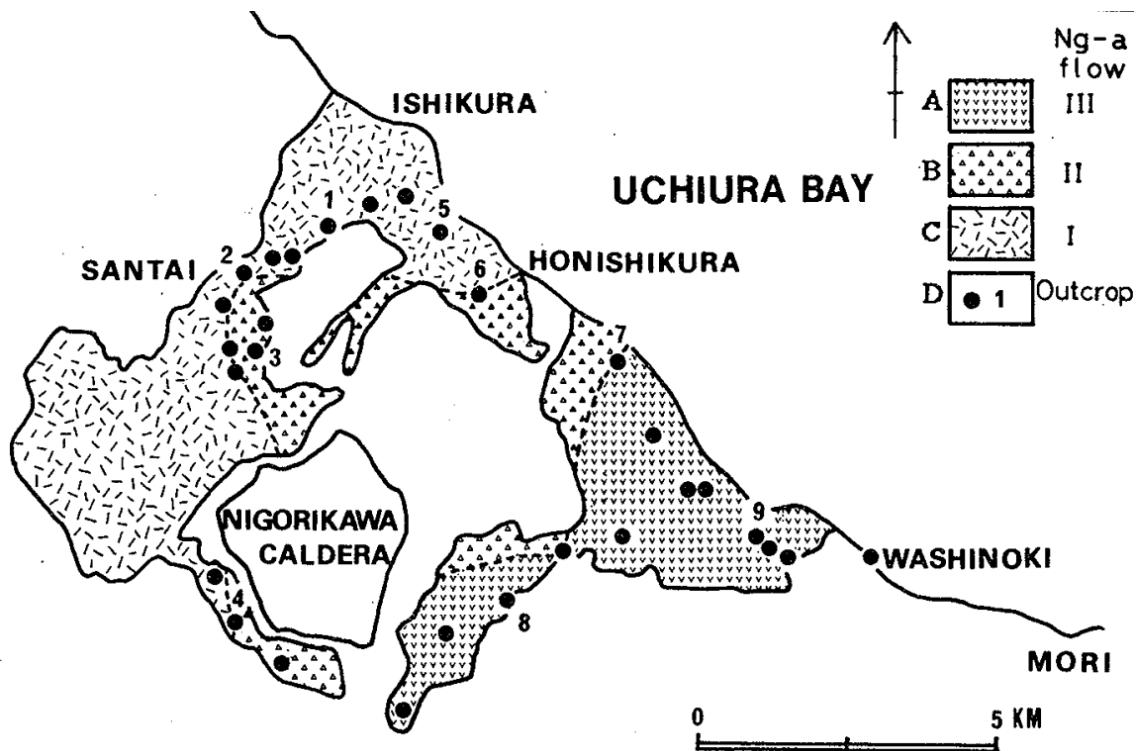 Ng-a
flow
A III
B II
C I
D 1 Outcrop
ISHIKURA
UCHIURA BAY
1
5
2
SANTAI
6
HONISHIKURA
7
3
NIGORIKAWA
CALDERA
9
WASHINOKI
4
8
MORI
0 5 KM